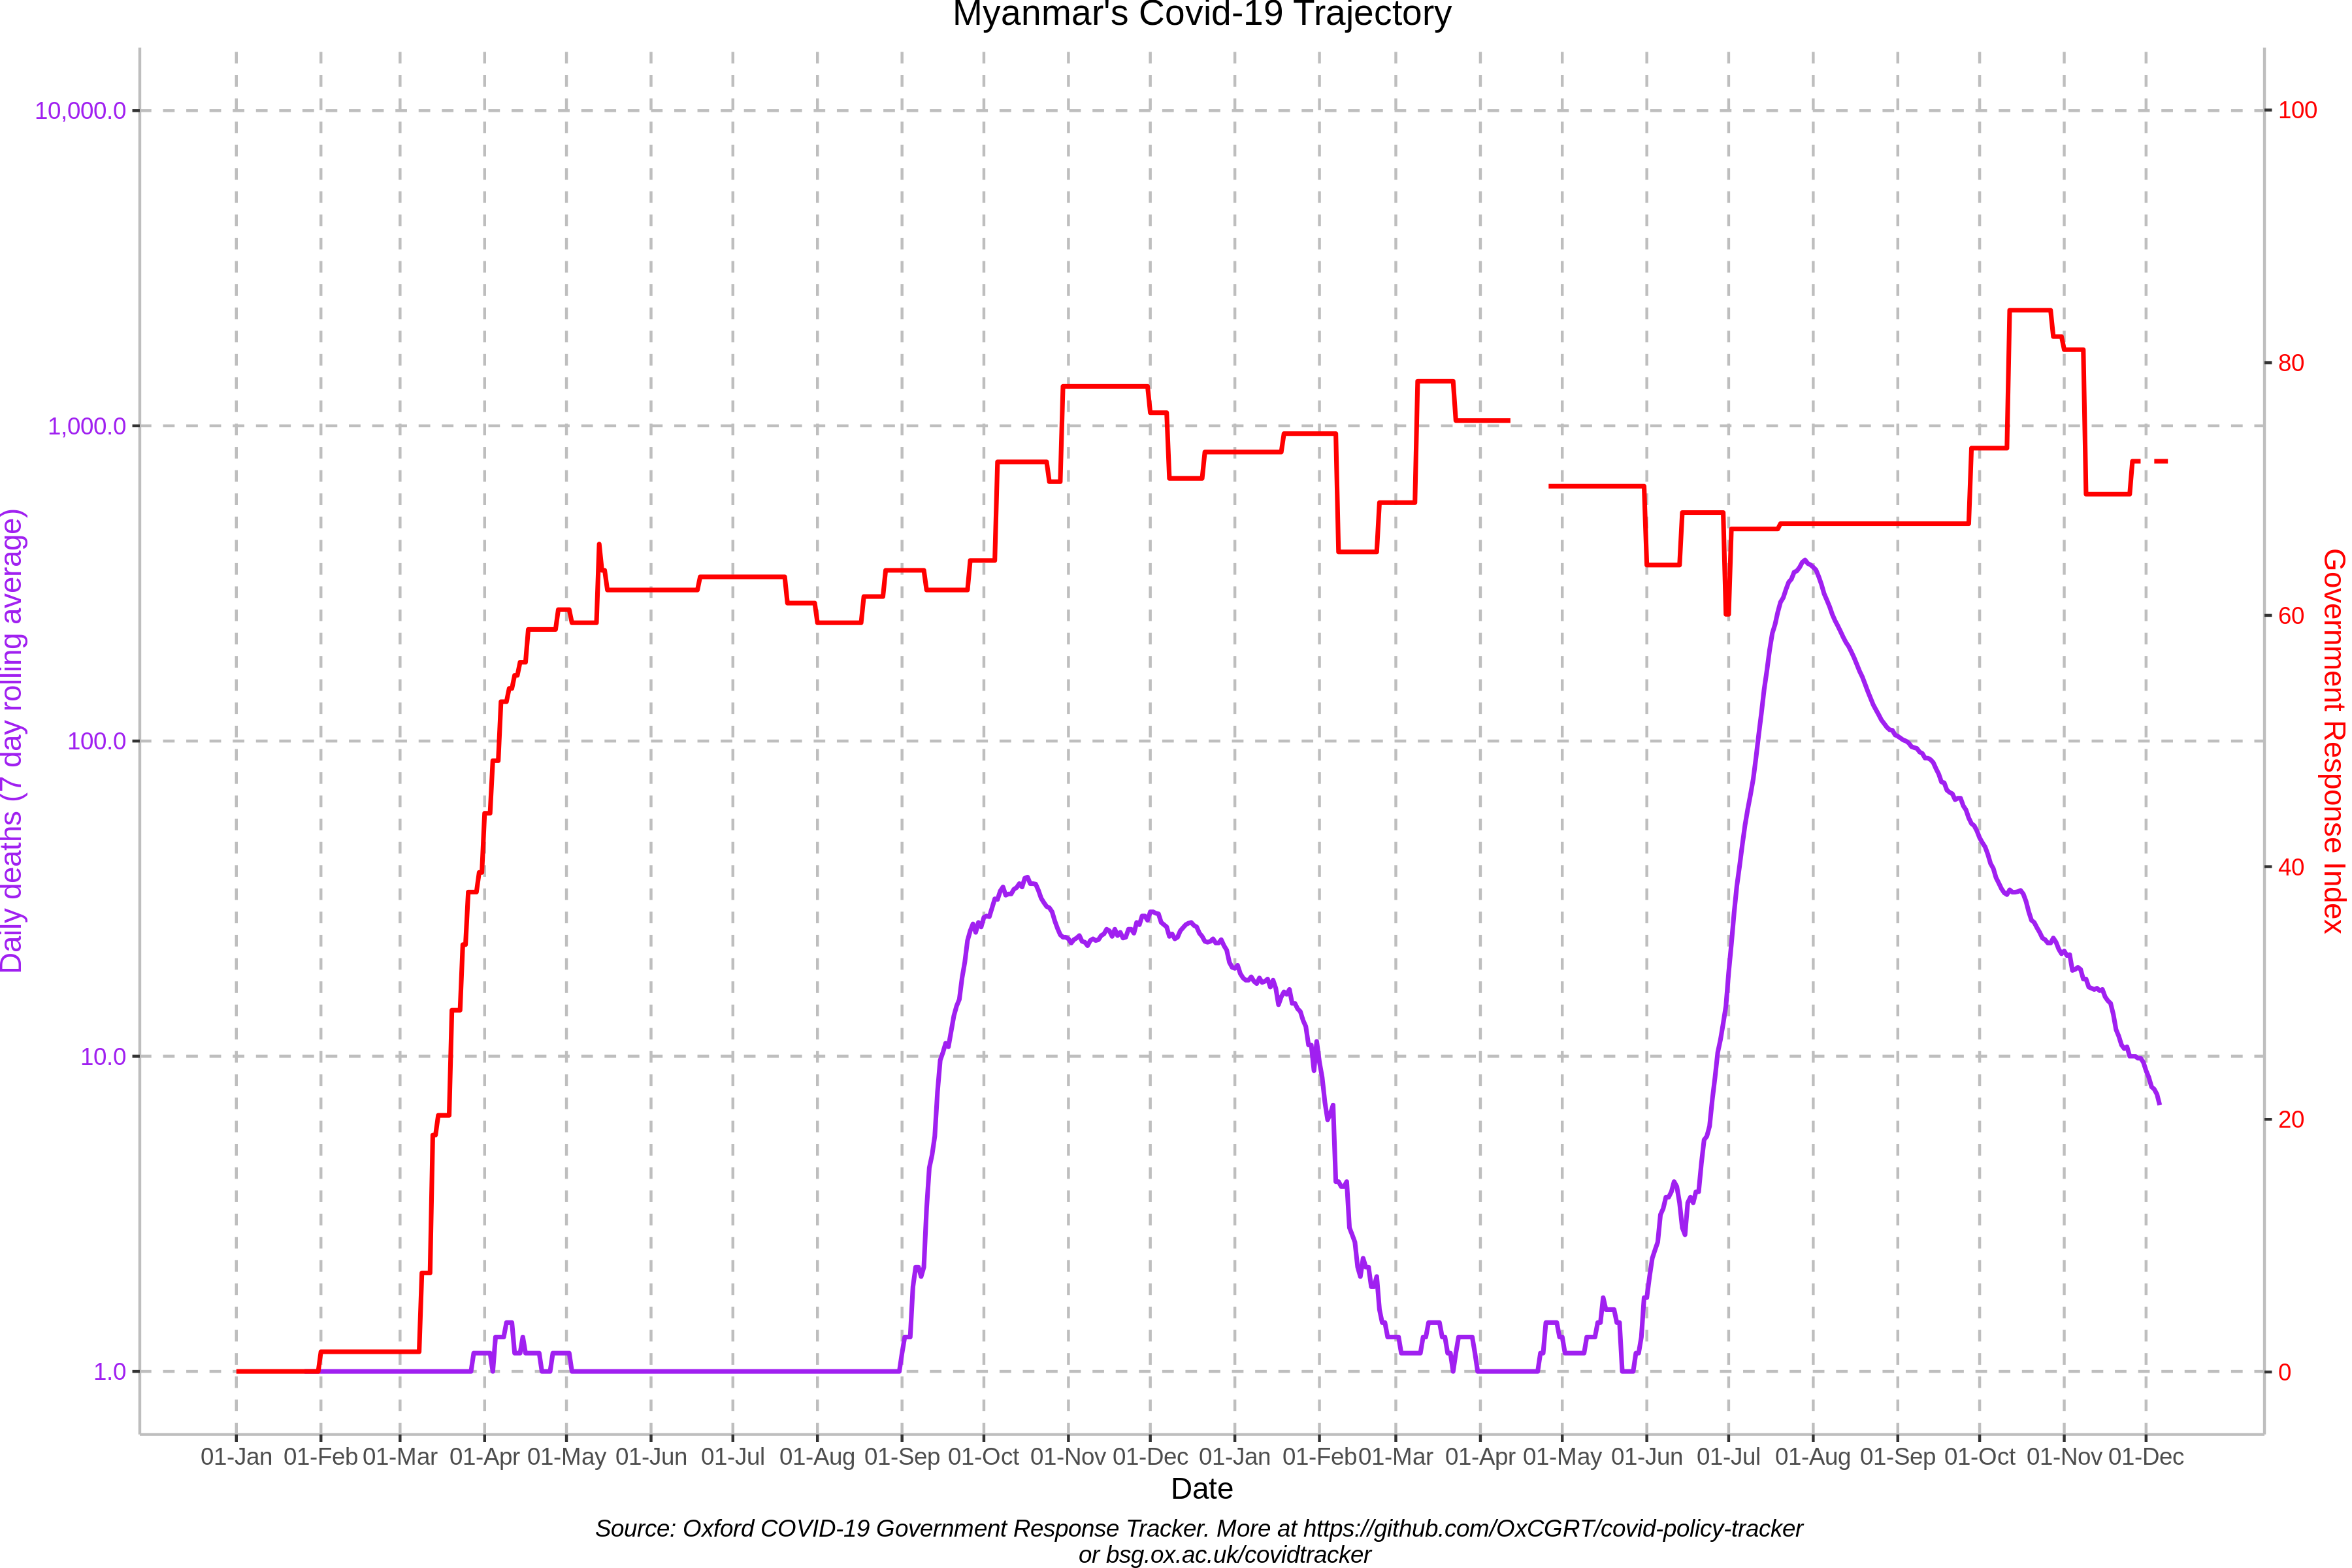 Myanmar's Covid-19 Trajectory
10,000.0
1,000.0
100.0
10.0
1.0
Daily deaths (7 day rolling average)
100
80
60
40
20
0
Government Response Index
01-Jan 01-Feb 01-Mar 01-Apr 01-May 01-Jun 01-Jul 01-Aug 01-Sep 01-Oct 01-Nov 01-Dec 01-Jan 01-Feb 01-Mar 01-Apr 01-May 01-Jun 01-Jul 01-Aug 01-Sep 01-Oct 01-Nov 01-Dec
Date
Source: Oxford COVID-19 Government Response Tracker. More at https://github.com/OxCGRT/covid-policy-tracker
or bsg.ox.ac.uk/covidtracker